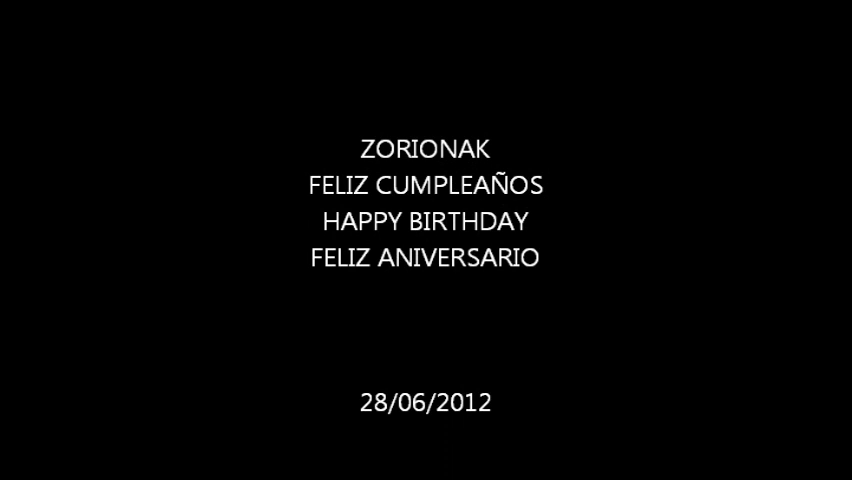 ZORIONAK
FELIZ CUMPLEAÑOS
HAPPY BIRTHDAY
FELIZ ANIVERSARIO
28/06/2012